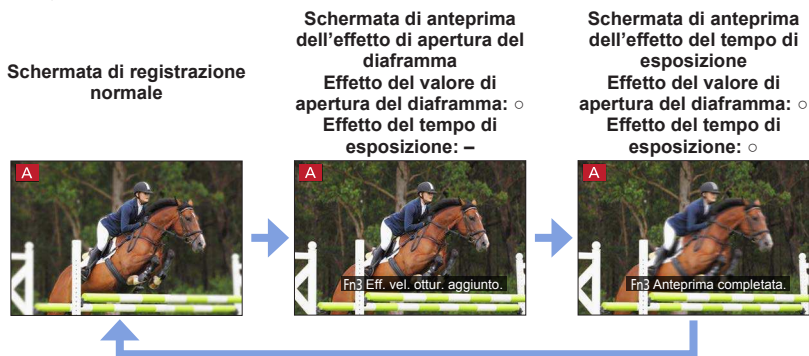 Schermata di registrazione
normale
Schermata di anteprima
dell'effetto di apertura del
diaframma
Effetto del valore di
apertura del diaframma: ○
Effetto del tempo di
esposizione: –
Schermata di anteprima
dell'effetto del tempo di
esposizione
Effetto del valore di
apertura del diaframma: ○
Effetto del tempo di
esposizione: ○
A
A
Fn3 Eff. vel. ottur. aggiunto.
A
Fn3 Anteprima completata.